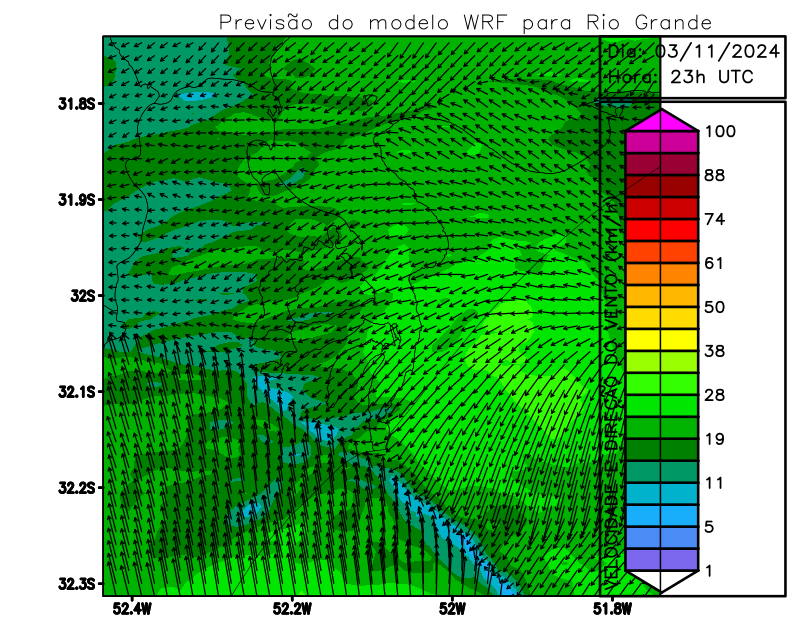 Previsão do modelo WRF para Rio Grande
Dia: 03/11/2024
Hora: 23h UTC
31.8S
31.9S
32S
32.1S
32.2S
32.3S
52.4W
52.2W
52W
51.8W
VELOCIDADE E DIREÇÃO DO VENTO (km/h)
100
88
74
61
50
38
28
19
11
5
1